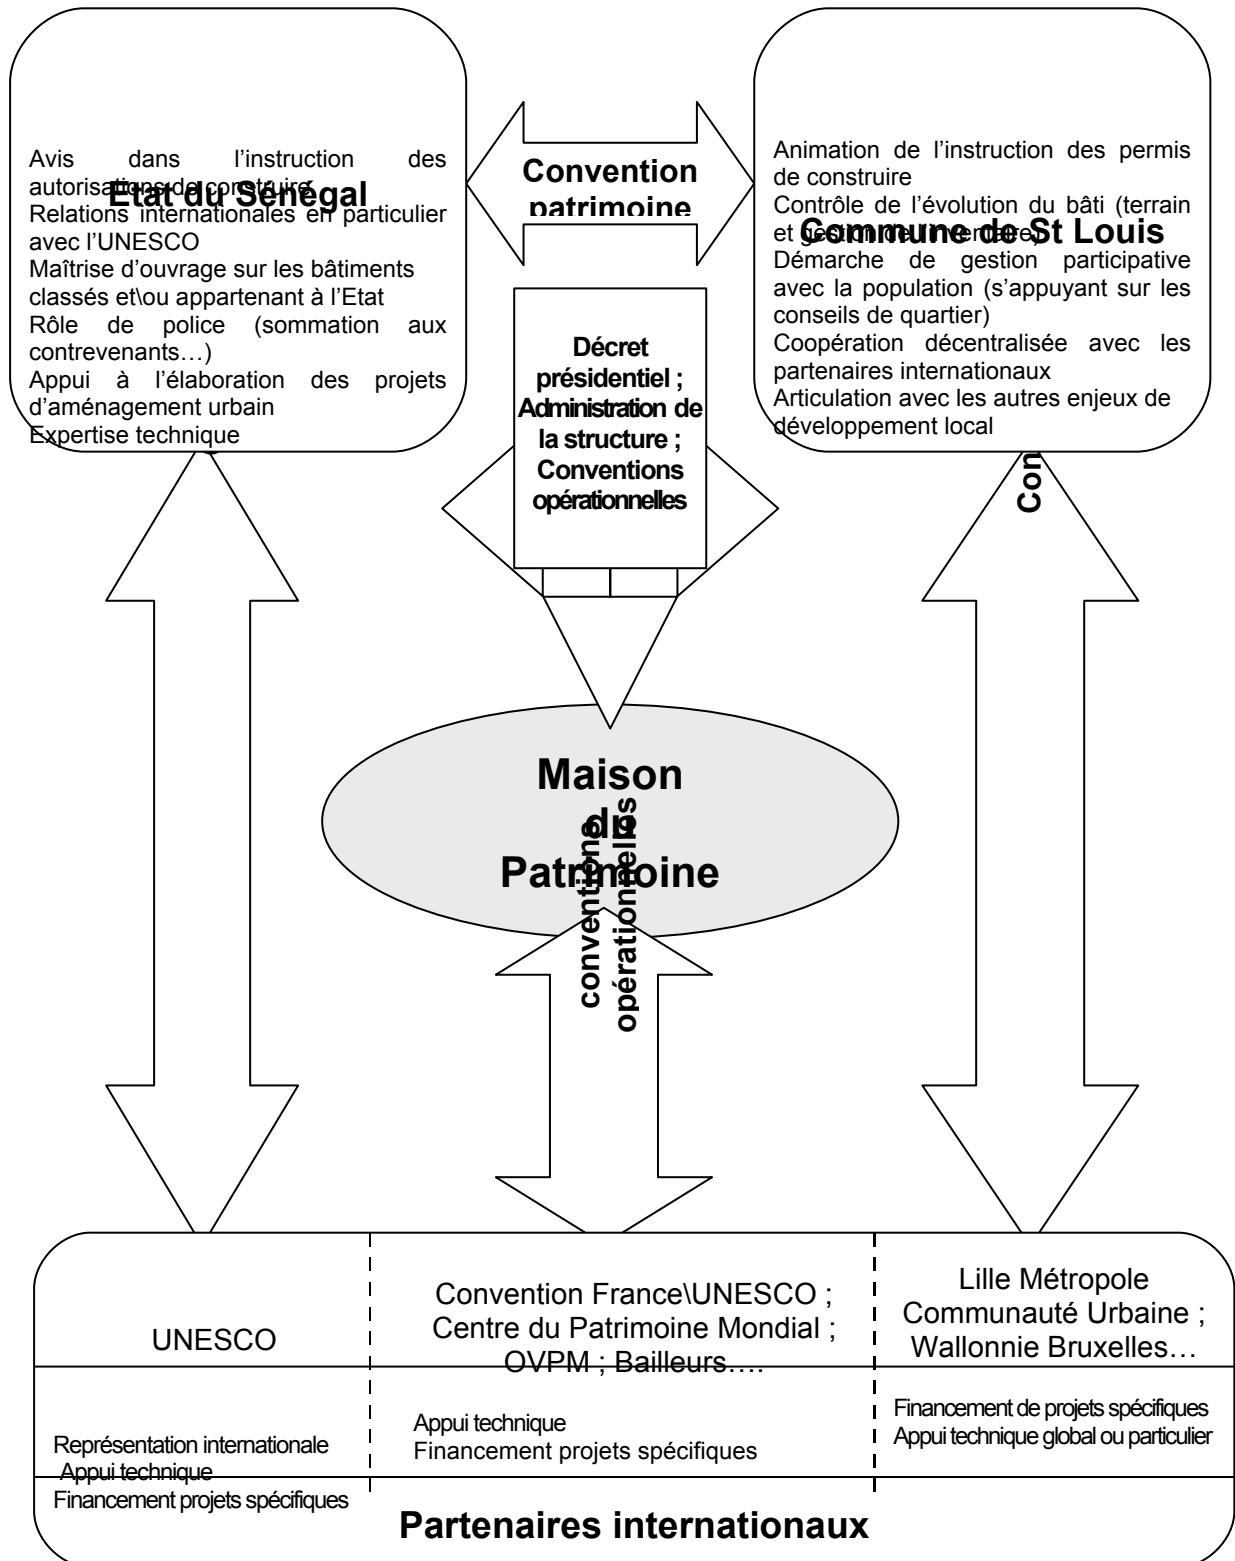 Avis dans l’instruction des
autorisations de construire
Etat du Sénégal
Relations internationales en particulier
avec l’UNESCO
Maîtrise d’ouvrage sur les bâtiments
classés et\ou appartenant à l’Etat
Rôle de police (sommation aux
contrevenants…)
Appui à l’élaboration des projets
d’aménagement urbain
Expertise technique
Convention
patrimoine
Animation de l’instruction des permis
de construire
Contrôle de l’évolution du bâti (terrain
et gestion de l’inventaire)
Commune de St Louis
Démarche de gestion participative
avec la population (s’appuyant sur les
conseils de quartier)
Coopération décentralisée avec les
partenaires internationaux
Articulation avec les autres enjeux de
développement local
Décret
présidentiel ;
Administration de
la structure ;
Conventions
opérationnelles
Con
Maison
du
Patrimoine
conventions
opérationnelles
UNESCO
Convention France\UNESCO ;
Centre du Patrimoine Mondial ;
OVPM ; Bailleurs….
Lille Métropole
Communauté Urbaine ;
Wallonnie Bruxelles…
Représentation internationale
Appui technique
Financement projets spécifiques
Appui technique
Financement projets spécifiques
Financement de projets spécifiques
Appui technique global ou particulier
Partenaires internationaux